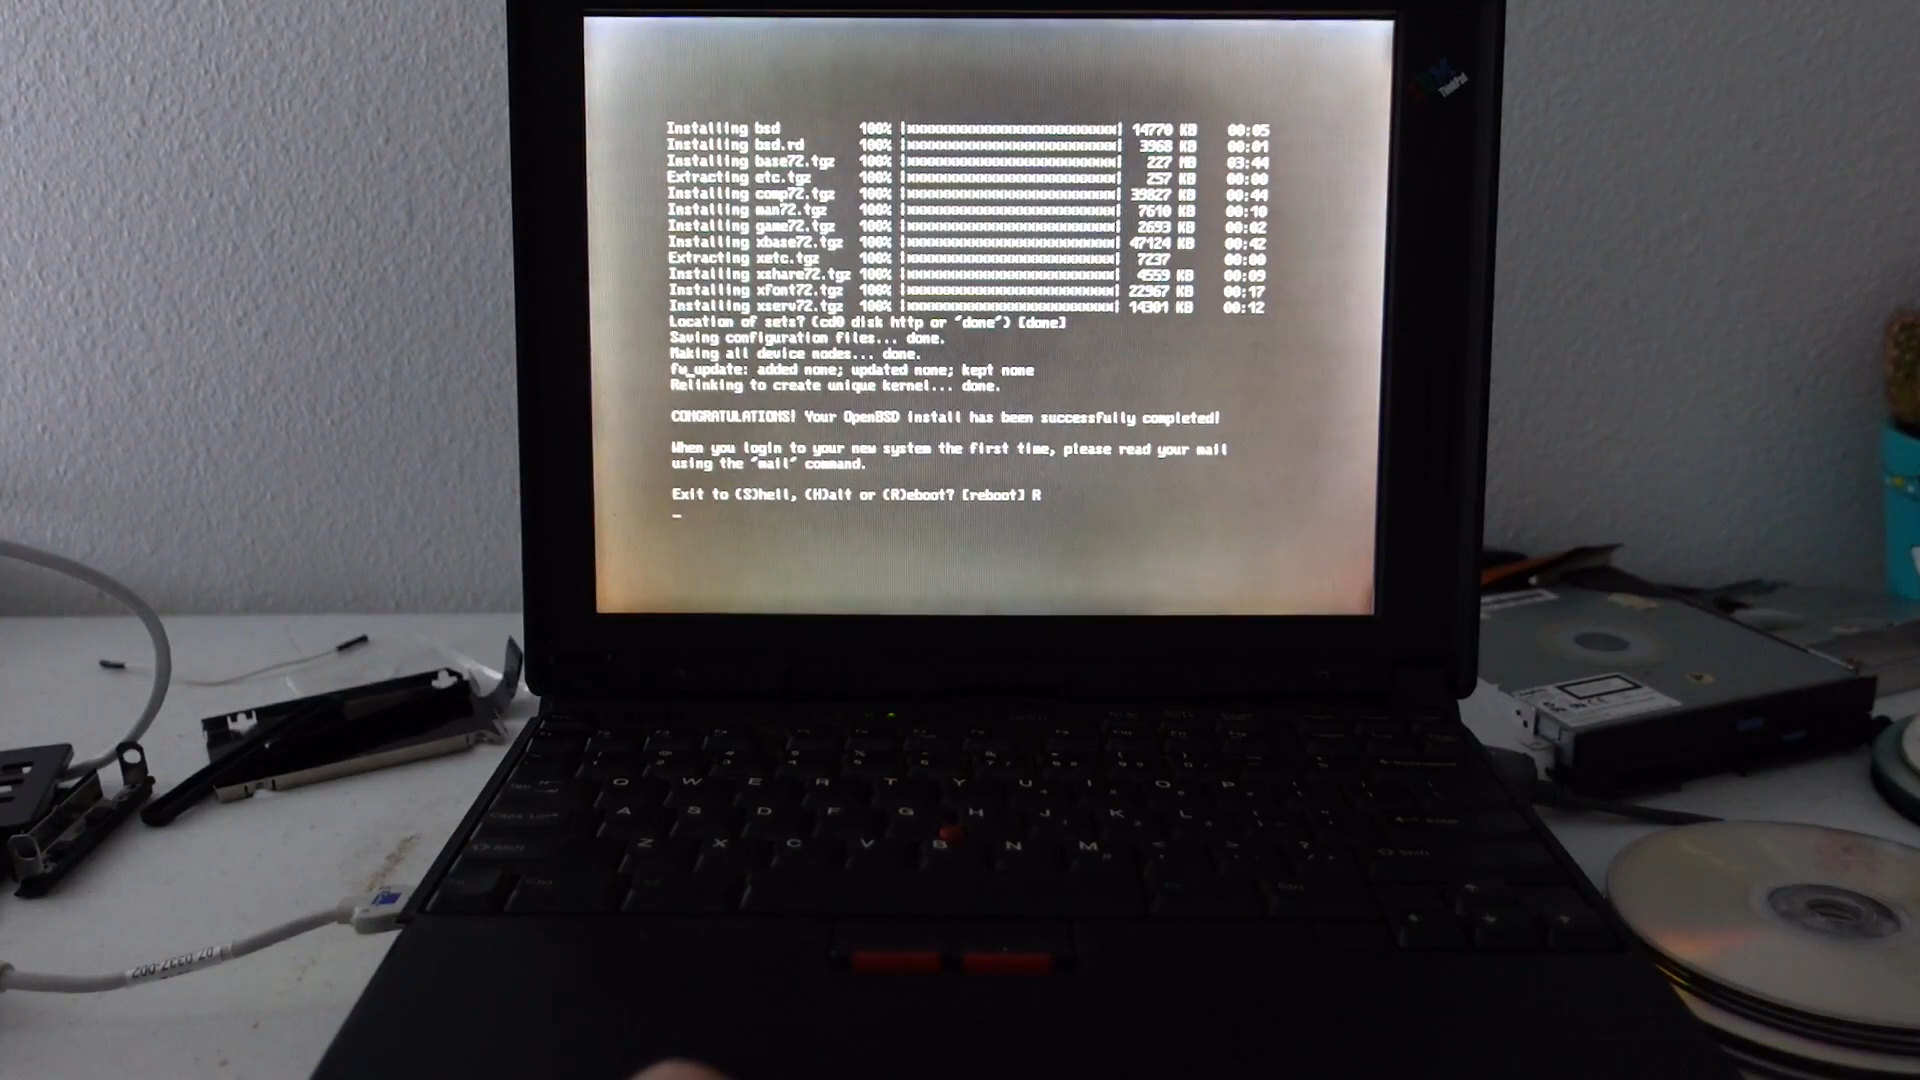 Installing bsd 100% |**************************| 14770 KB 00:05
Installing bsd.rd 100% |**************************| 3968 KB 00:01
Installing base72.tgz 100% |**************************| 227 MB 03:44
Extracting etc.tgz 100% |**************************| 257 KB 00:00
Installing comp72.tgz 100% |**************************| 39827 KB 00:44
Installing man72.tgz 100% |**************************| 7610 KB 00:10
Installing game72.tgz 100% |**************************| 2693 KB 00:02
Installing xbase72.tgz 100% |**************************| 47124 KB 00:42
Extracting xetc.tgz 100% |**************************| 7237 00:00
Installing xshare72.tgz 100% |**************************| 4559 KB 00:09
Installing xfont72.tgz 100% |**************************| 22967 KB 00:17
Installing xserv72.tgz 100% |**************************| 14301 KB 00:12
Location of sets? (cd0 disk http or 'done') [done]
Saving configuration files... done.
Making all device nodes... done.
fw_update: added none; updated none; kept none
Relinking to create unique kernel... done.
CONGRATULATIONS! Your OpenBSD install has been successfully completed!
When you login to your new system the first time, please read your mail
using the 'mail' command.
Exit to (S)hell, (H)alt or (R)eboot? [reboot] R
_
ThinkPad
Q W E R T Y U I O P
A S D F G H J K L
Z X C V B N M